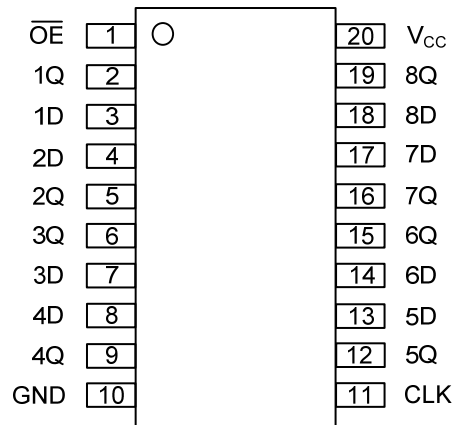 O̅E̅ 1 20 VCC
1Q 2 19 8Q
1D 3 18 8D
2D 4 17 7D
2Q 5 16 7Q
3Q 6 15 6Q
3D 7 14 6D
4D 8 13 5D
4Q 9 12 5Q
GND 10 11 CLK